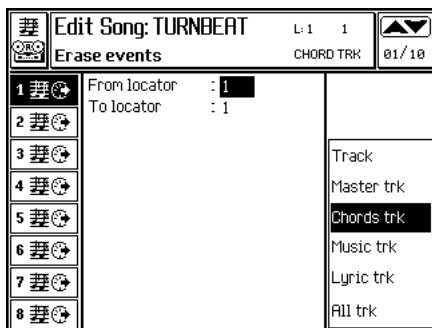 Edit Song: TURNBEAT
L: 1 1
Erase events
CHORD TRK
01/10
From locator : 1
To locator : 1
1
2
3
4
5
6
7
8
Track
Master trk
Chords trk
Music trk
Lyric trk
All trk